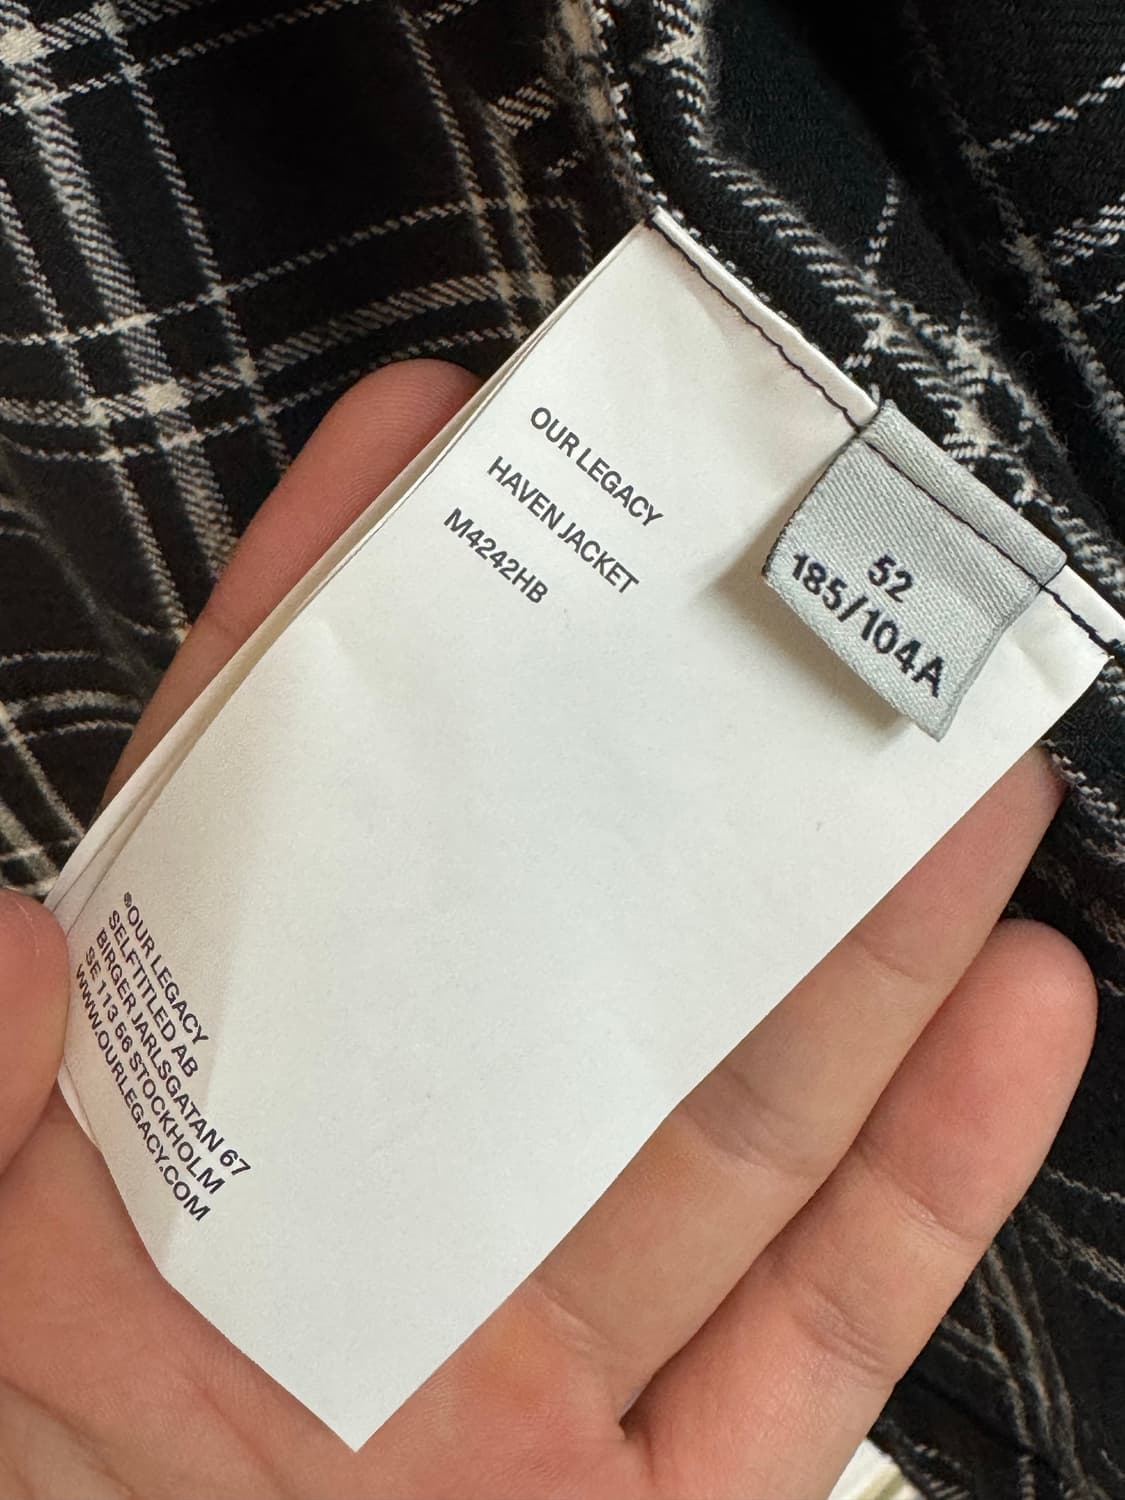 OUR LEGACY
HAVEN JACKET
M4242HB
52
185/104A
®OUR LEGACY
SELFTITLED AB
BIRGER JARLSGATAN 67
SE 113 56 STOCKHOLM
WWW.OURLEGACY.COM